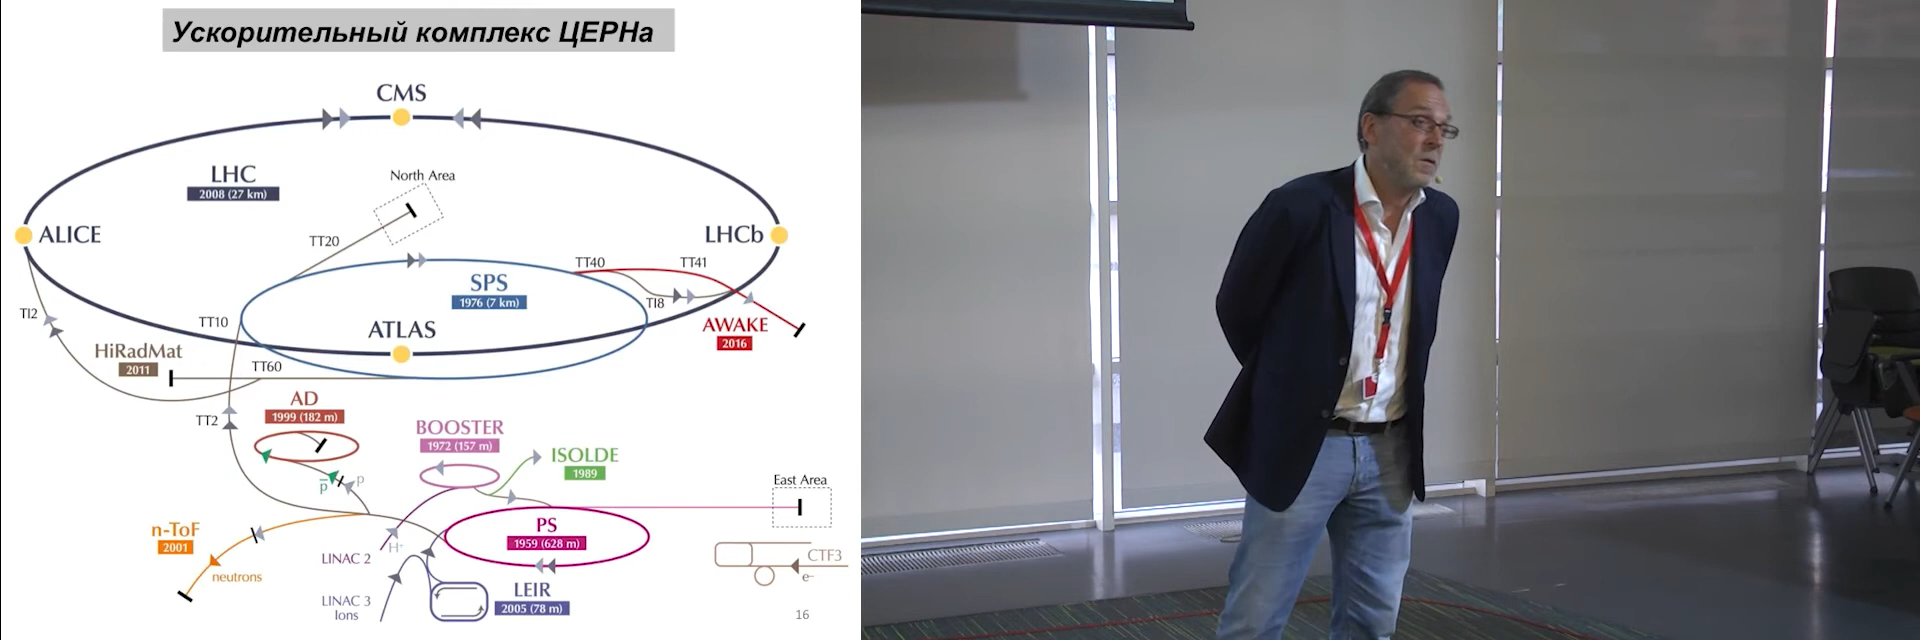 Ускорительный комплекс ЦЕРНа
CMS
LHC
2008 (27 km)
North Area
ALICE
LHCb
TT20
TT40
TT41
SPS
1976 (7 km)
TI8
TI2
TT10
ATLAS
AWAKE
2016
HiRadMat
2011
TT60
AD
1999 (182 m)
TT2
BOOSTER
1972 (157 m)
ISOLDE
1989
p̅
p
East Area
n-ToF
2001
PS
1959 (628 m)
H⁺
LINAC 2
CTF3
e⁻
neutrons
LEIR
2005 (78 m)
LINAC 3
Ions
16